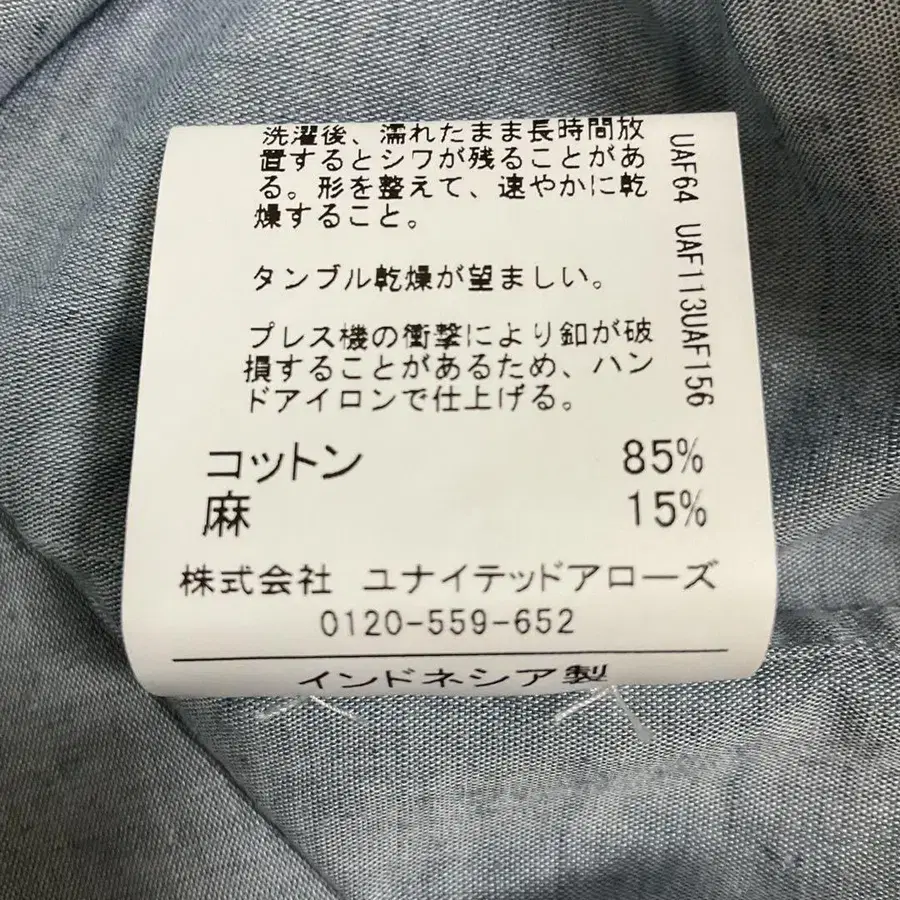 洗濯後、濡れたまま長時間放
置するとシワが残ることがあ
る。形を整えて、速やかに乾
燥すること。
タンブル乾燥が望ましい。
プレス機の衝撃により釦が破
損することがあるため、ハン
ドアイロンで仕上げる。
コットン 85%
麻 15%
株式会社 ユナイテッドアローズ
0120-559-652
インドネシア製
UAF64 UAF113UAF156